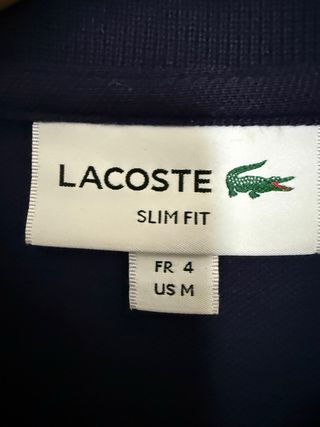 LACOSTE
SLIM FIT
FR 4
US M